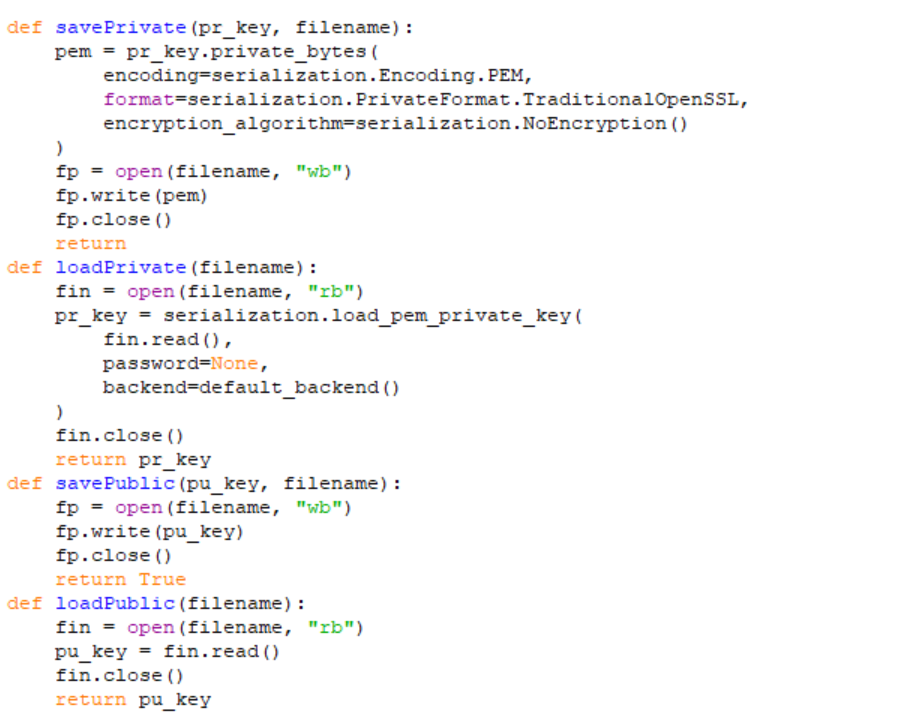 def savePrivate(pr_key, filename):
    pem = pr_key.private_bytes(
        encoding=serialization.Encoding.PEM,
        format=serialization.PrivateFormat.TraditionalOpenSSL,
        encryption_algorithm=serialization.NoEncryption()
    )
    fp = open(filename, "wb")
    fp.write(pem)
    fp.close()
    return
def loadPrivate(filename):
    fin = open(filename, "rb")
    pr_key = serialization.load_pem_private_key(
        fin.read(),
        password=None,
        backend=default_backend()
    )
    fin.close()
    return pr_key
def savePublic(pu_key, filename):
    fp = open(filename, "wb")
    fp.write(pu_key)
    fp.close()
    return True
def loadPublic(filename):
    fin = open(filename, "rb")
    pu_key = fin.read()
    fin.close()
    return pu_key